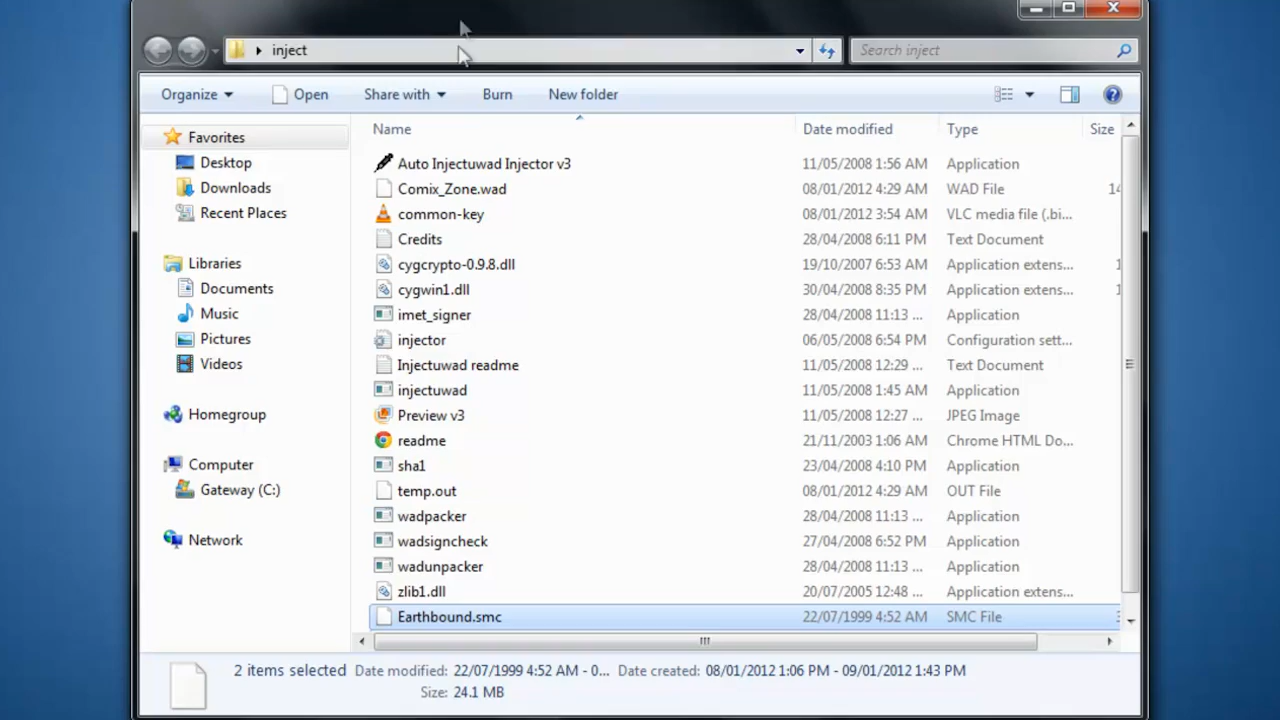 inject
Search inject
Organize Open Share with Burn New folder
Name Date modified Type Size
Favorites
Desktop
Downloads
Recent Places
Libraries
Documents
Music
Pictures
Videos
Homegroup
Computer
Gateway (C:)
Network
Auto Injectuwad Injector v3 11/05/2008 1:56 AM Application
Comix_Zone.wad 08/01/2012 4:29 AM WAD File 14
common-key 08/01/2012 3:54 AM VLC media file (.bi...
Credits 28/04/2008 6:11 PM Text Document
cygcrypto-0.9.8.dll 19/10/2007 6:53 AM Application extens... 1
cygwin1.dll 30/04/2008 8:35 PM Application extens... 1
imet_signer 28/04/2008 11:13 ... Application
injector 06/05/2008 6:54 PM Configuration sett...
Injectuwad readme 11/05/2008 12:29 ... Text Document
injectuwad 11/05/2008 1:45 AM Application
Preview v3 11/05/2008 12:27 ... JPEG Image
readme 21/11/2003 1:06 AM Chrome HTML Do...
sha1 23/04/2008 4:10 PM Application
temp.out 08/01/2012 4:29 AM OUT File
wadpacker 28/04/2008 11:13 ... Application
wadsigncheck 27/04/2008 6:52 PM Application
wadunpacker 28/04/2008 11:13 ... Application
zlib1.dll 20/07/2005 12:48 ... Application extens...
Earthbound.smc 22/07/1999 4:52 AM SMC File 3
2 items selected Date modified: 22/07/1999 4:52 AM - 0... Date created: 08/01/2012 1:06 PM - 09/01/2012 1:43 PM
Size: 24.1 MB